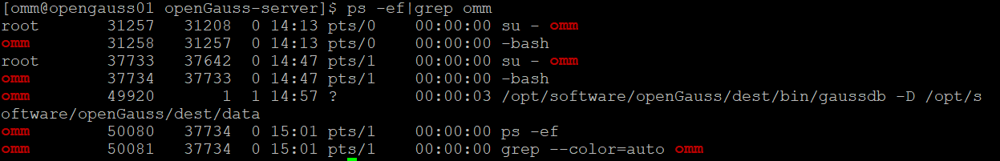 [omm@opengauss01 openGauss-server]$ ps -ef|grep omm
root 31257 31208 0 14:13 pts/0 00:00:00 su - omm
omm 31258 31257 0 14:13 pts/0 00:00:00 -bash
root 37733 37642 0 14:47 pts/1 00:00:00 su - omm
omm 37734 37733 0 14:47 pts/1 00:00:00 -bash
omm 49920 1 1 14:57 ? 00:00:03 /opt/software/openGauss/dest/bin/gaussdb -D /opt/s
oftware/openGauss/dest/data
omm 50080 37734 0 15:01 pts/1 00:00:00 ps -ef
omm 50081 37734 0 15:01 pts/1 00:00:00 grep --color=auto omm